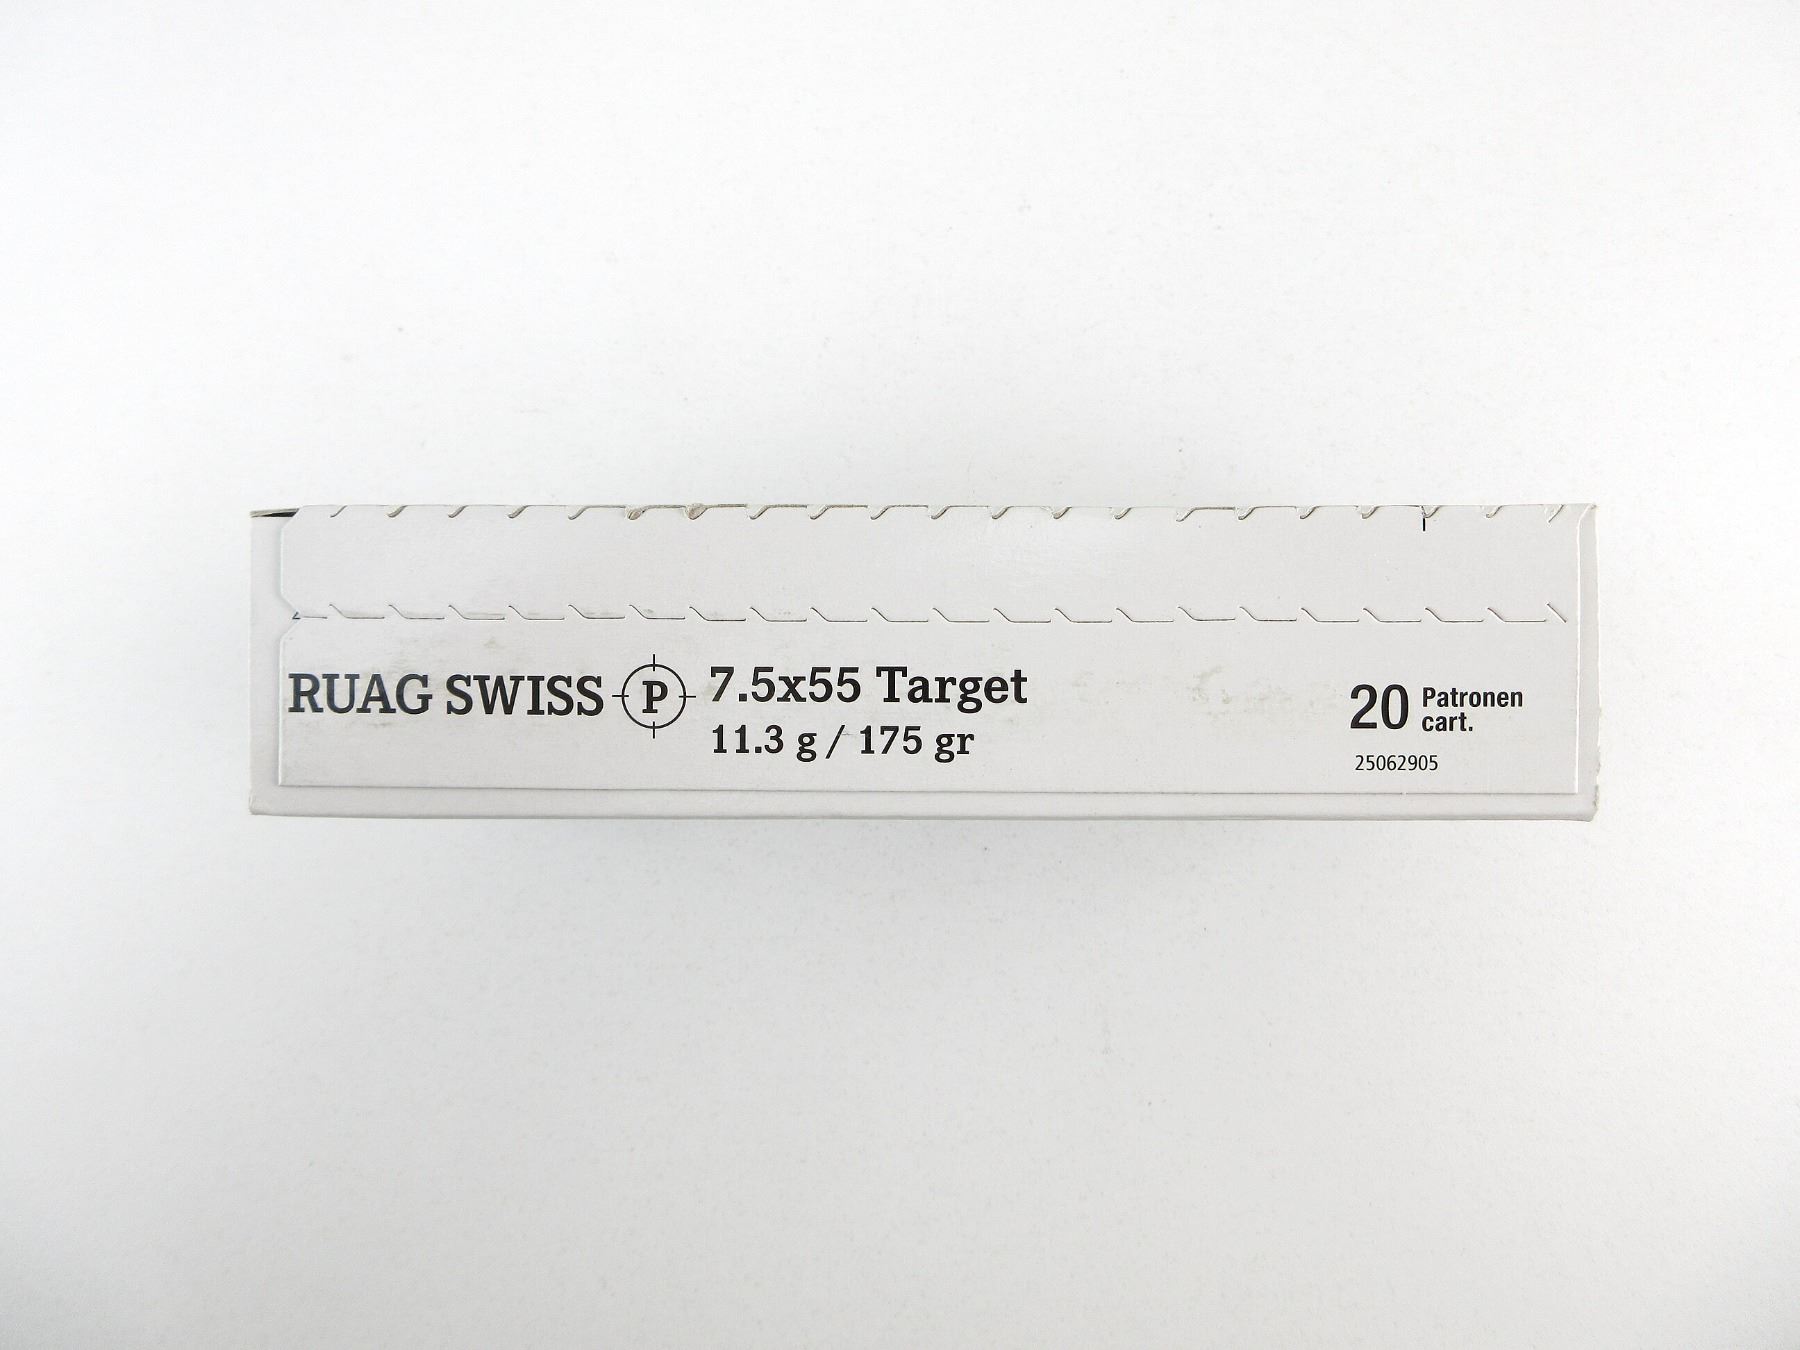 RUAG SWISS P 7.5x55 Target
11.3 g / 175 gr
20 Patronen
cart.
25062905